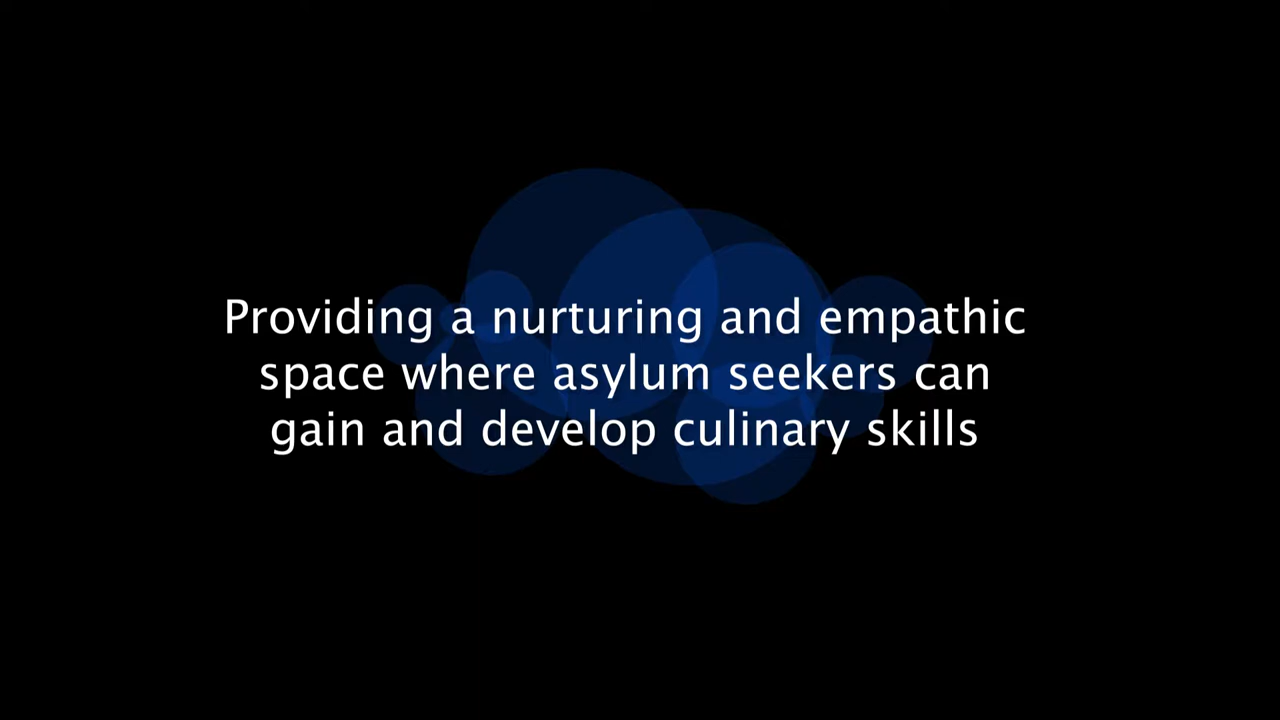 Providing a nurturing and empathic
space where asylum seekers can
gain and develop culinary skills